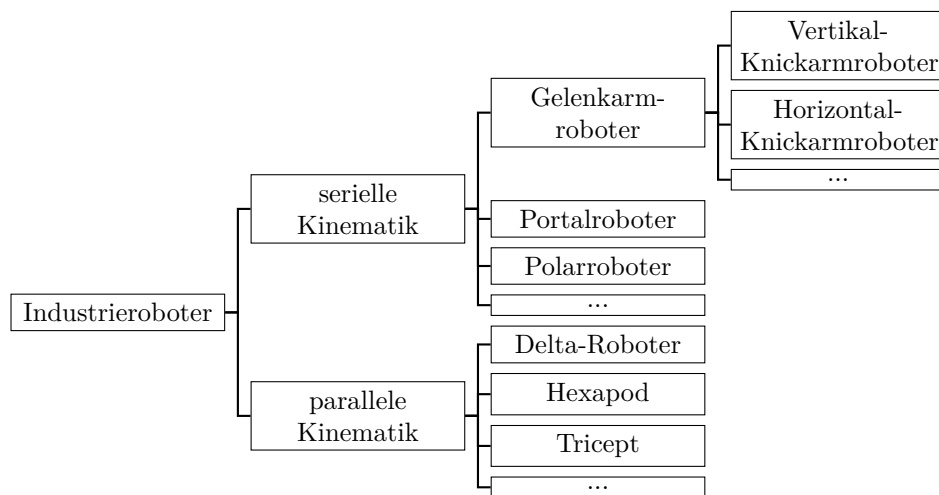 Vertikal-
Knickarmroboter
Gelenkarm-
roboter
Horizontal-
Knickarmroboter
...
serielle
Kinematik
Portalroboter
Polarroboter
...
Industrieroboter
Delta-Roboter
parallele
Kinematik
Hexapod
Tricept
...